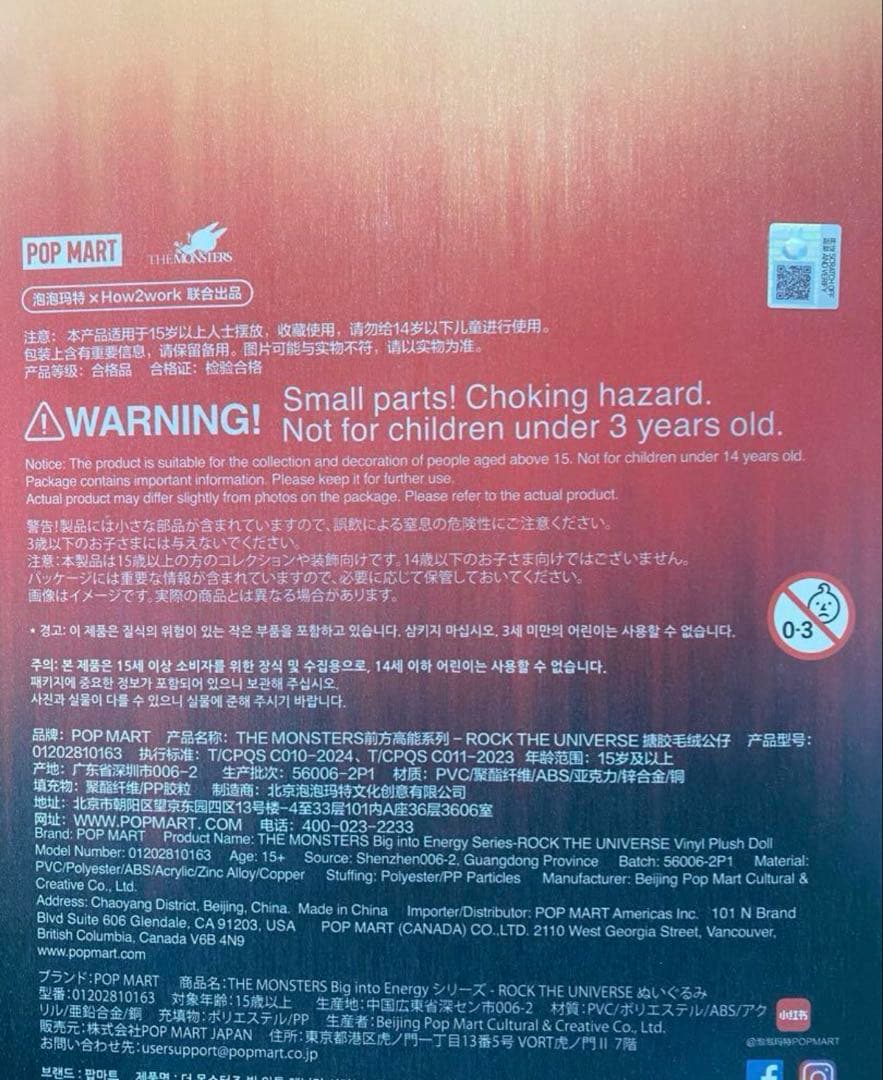 POP MART
THE MONSTERS
泡泡玛特 × How2work 联合出品
SCRATCH OFF
AND VERIFY
注意： 本产品适用于15岁以上人士摆放，收藏使用，请勿给14岁以下儿童进行使用。
包装上含有重要信息，请保留备用。图片可能与实物不符，请以实物为准。
产品等级：合格品 合格证：检验合格
WARNING! Small parts! Choking hazard.
Not for children under 3 years old.
Notice: The product is suitable for the collection and decoration of people aged above 15. Not for children under 14 years old.
Package contains important information. Please keep it for further use.
Actual product may differ slightly from photos on the package. Please refer to the actual product.
警告!製品には小さな部品が含まれていますので、誤飲による窒息の危険性にご注意ください。
3歳以下のお子さまには与えないでください。
注意:本製品は15歳以上の方のコレクションや装飾向けです。14歳以下のお子さま向けではございません。
パッケージには重要な情報が含まれていますので、必要に応じて保管しておいてください。
画像はイメージです。実際の商品とは異なる場合があります。
0-3
• 경고: 이 제품은 질식의 위험이 있는 작은 부품을 포함하고 있습니다. 삼키지 마십시오. 3세 미만의 어린이는 사용할 수 없습니다.
주의: 본 제품은 15세 이상 소비자를 위한 장식 및 수집용으로, 14세 이하 어린이는 사용할 수 없습니다.
패키지에 중요한 정보가 포함되어 있으니 보관해 주십시오.
사진과 실물이 다를 수 있으니 실물에 준해 주시기 바랍니다.
品牌：POP MART 产品名称：THE MONSTERS前方高能系列 – ROCK THE UNIVERSE 搪胶毛绒公仔 产品型号：
01202810163 执行标准：T/CPQS C010-2024、T/CPQS C011-2023 年龄范围：15岁及以上
产地：广东省深圳市006-2 生产批次：56006-2P1 材质：PVC/聚酯纤维/ABS/亚克力/锌合金/铜
填充物：聚酯纤维/PP胶粒 制造商：北京泡泡玛特文化创意有限公司
地址：北京市朝阳区望京东园四区13号楼-4至33层101内A座36层3606室
网址：WWW.POPMART.COM 电话：400-023-2233
Brand: POP MART Product Name: THE MONSTERS Big into Energy Series-ROCK THE UNIVERSE Vinyl Plush Doll
Model Number: 01202810163 Age: 15+ Source: Shenzhen006-2, Guangdong Province Batch: 56006-2P1 Material:
PVC/Polyester/ABS/Acrylic/Zinc Alloy/Copper Stuffing: Polyester/PP Particles Manufacturer: Beijing Pop Mart Cultural &
Creative Co., Ltd.
Address: Chaoyang District, Beijing, China. Made in China Importer/Distributor: POP MART Americas Inc. 101 N Brand
Blvd Suite 606 Glendale, CA 91203, USA POP MART (CANADA) CO.,LTD. 2110 West Georgia Street, Vancouver,
British Columbia, Canada V6B 4N9
www.popmart.com
ブランド:POP MART 商品名:THE MONSTERS Big into Energy シリーズ - ROCK THE UNIVERSE ぬいぐるみ
型番:01202810163 対象年齢:15歳以上 生産地:中国広東省深セン市006-2 材質:PVC/ポリエステル/ABS/アク
リル/亜鉛合金/銅 充填物:ポリエステル/PP 生産者:Beijing Pop Mart Cultural & Creative Co., Ltd.
販売元:株式会社POP MART JAPAN 住所:東京都港区虎ノ門一丁目13番5号 VORT虎ノ門Ⅱ 7階
お問い合わせ先:usersupport@popmart.co.jp
小红书
@泡泡玛特POPMART
브랜드 : 팝마트